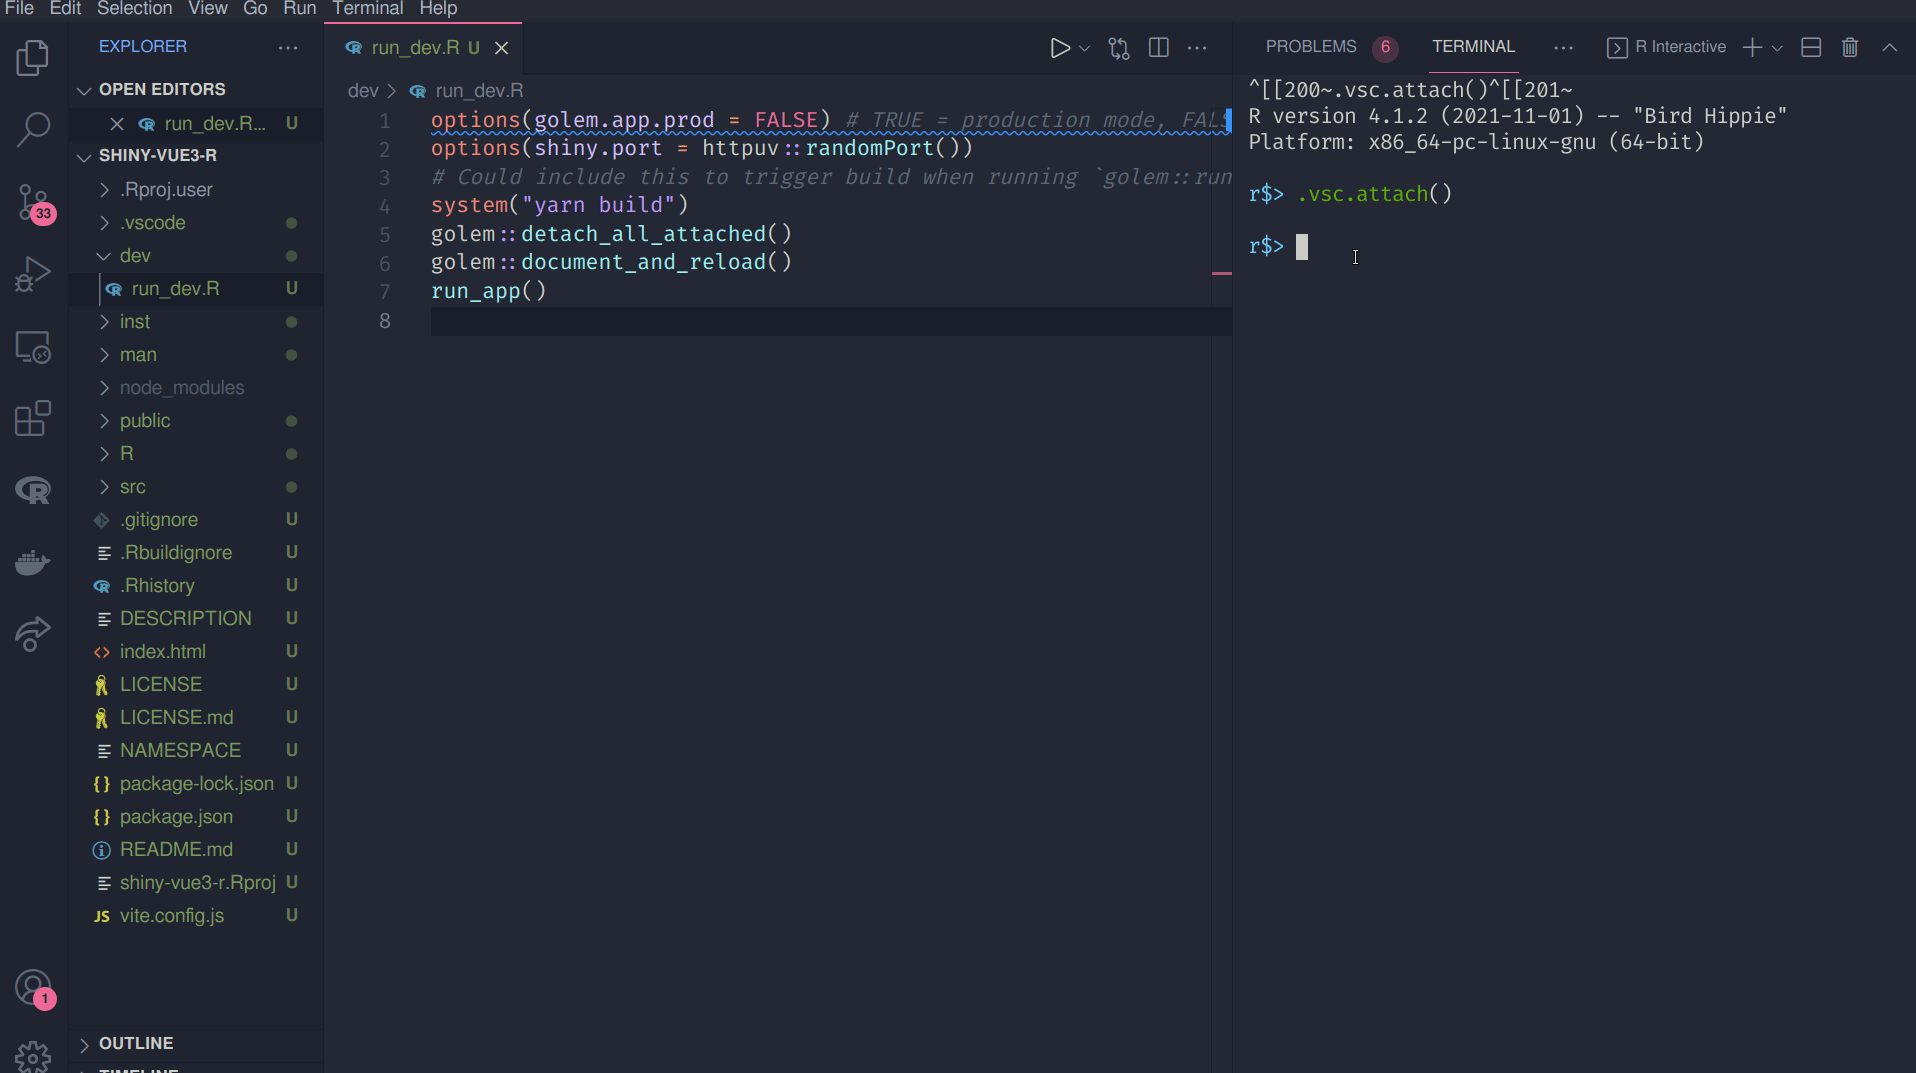 File Edit Selection View Go Run Terminal Help
EXPLORER
OPEN EDITORS
run_dev.R... U
SHINY-VUE3-R
33
.Rproj.user
.vscode
dev
run_dev.R U
inst
man
node_modules
public
R
src
.gitignore U
.Rbuildignore U
.Rhistory U
DESCRIPTION U
index.html U
LICENSE U
LICENSE.md U
NAMESPACE U
package-lock.json U
package.json U
README.md U
shiny-vue3-r.Rproj U
JS vite.config.js U
1
OUTLINE
TIMELINE
run_dev.R U
dev > run_dev.R
1 options(golem.app.prod = FALSE) # TRUE = production mode, FALS
2 options(shiny.port = httpuv::randomPort())
3 # Could include this to trigger build when running `golem::run
4 system("yarn build")
5 golem::detach_all_attached()
6 golem::document_and_reload()
7 run_app()
8
PROBLEMS 6 TERMINAL ... R Interactive
^[[200~.vsc.attach()^[[201~
R version 4.1.2 (2021-11-01) -- "Bird Hippie"
Platform: x86_64-pc-linux-gnu (64-bit)
r$> .vsc.attach()
r$>